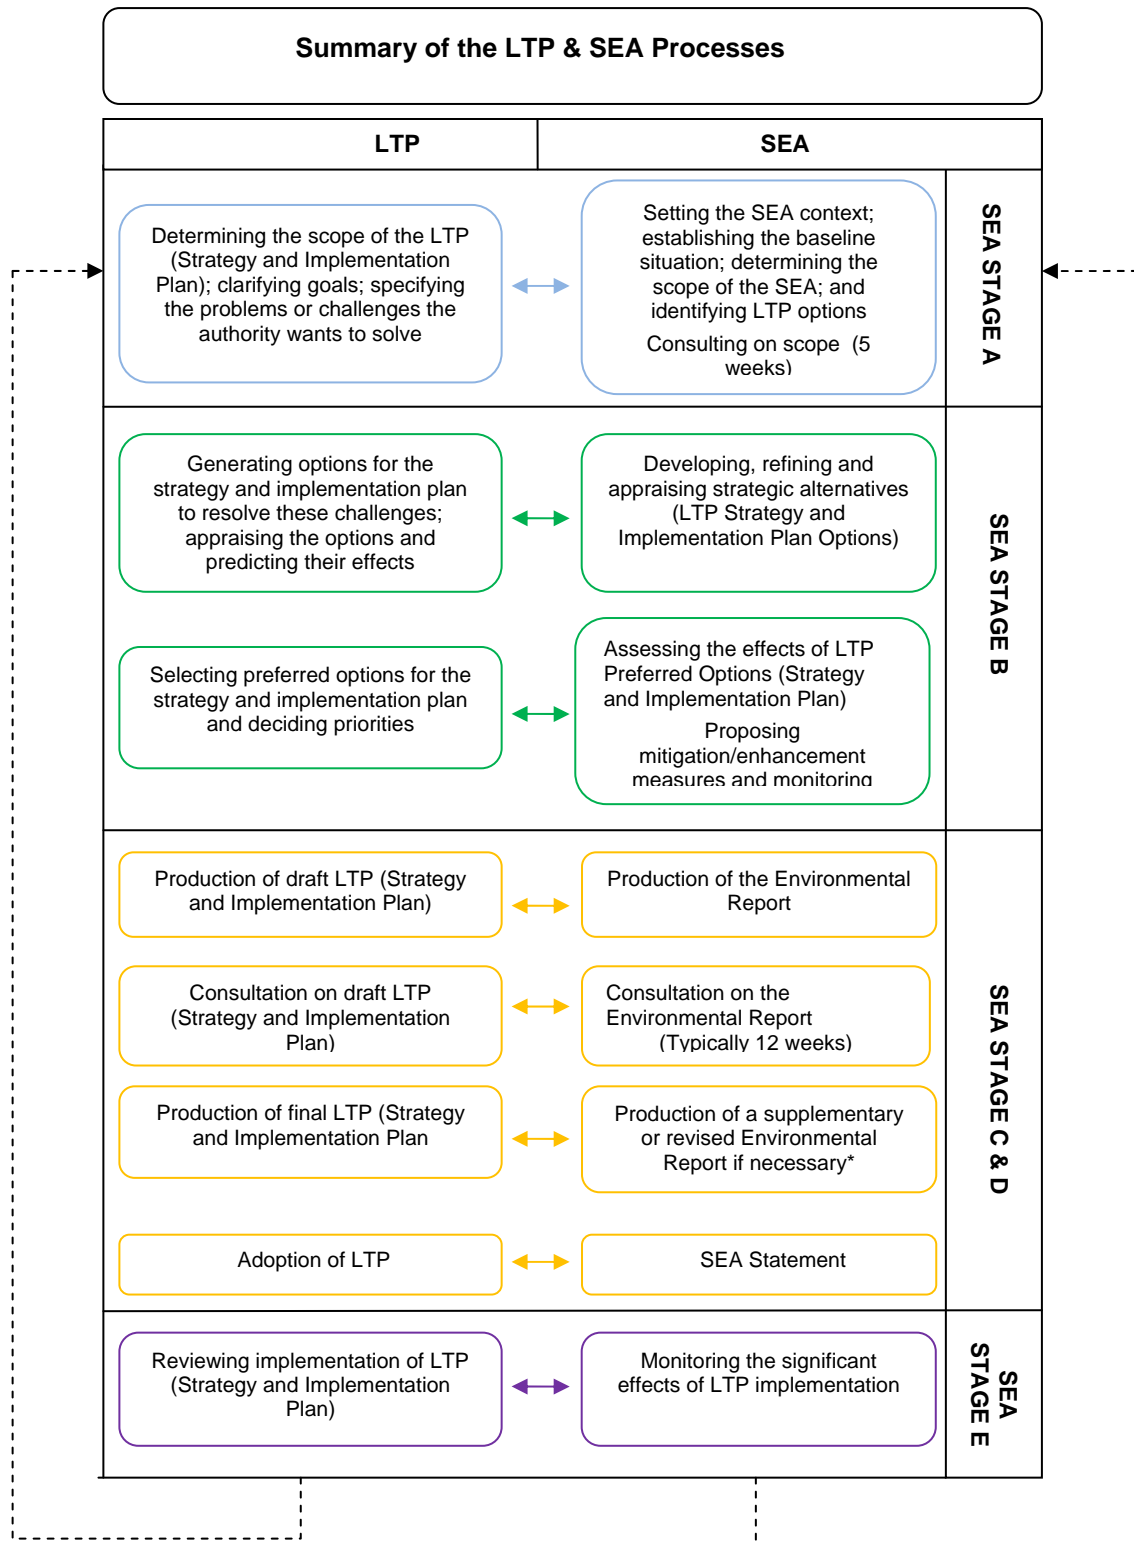 Summary of the LTP & SEA Processes
LTP
SEA
Determining the scope of the LTP
(Strategy and Implementation
Plan); clarifying goals; specifying
the problems or challenges the
authority wants to solve
Setting the SEA context;
establishing the baseline
situation; determining the
scope of the SEA; and
identifying LTP options
Consulting on scope (5
weeks)
SEA STAGE A
Generating options for the
strategy and implementation plan
to resolve these challenges;
appraising the options and
predicting their effects
Developing, refining and
appraising strategic alternatives
(LTP Strategy and
Implementation Plan Options)
Selecting preferred options for the
strategy and implementation plan
and deciding priorities
Assessing the effects of LTP
Preferred Options (Strategy
and Implementation Plan)
Proposing
mitigation/enhancement
measures and monitoring
SEA STAGE B
Production of draft LTP (Strategy
and Implementation Plan)
Production of the Environmental
Report
Consultation on draft LTP
(Strategy and Implementation
Plan)
Consultation on the
Environmental Report
(Typically 12 weeks)
Production of final LTP (Strategy
and Implementation Plan
Production of a supplementary
or revised Environmental
Report if necessary*
Adoption of LTP
SEA Statement
SEA STAGE C & D
Reviewing implementation of LTP
(Strategy and Implementation
Plan)
Monitoring the significant
effects of LTP implementation
SEA
STAGE E